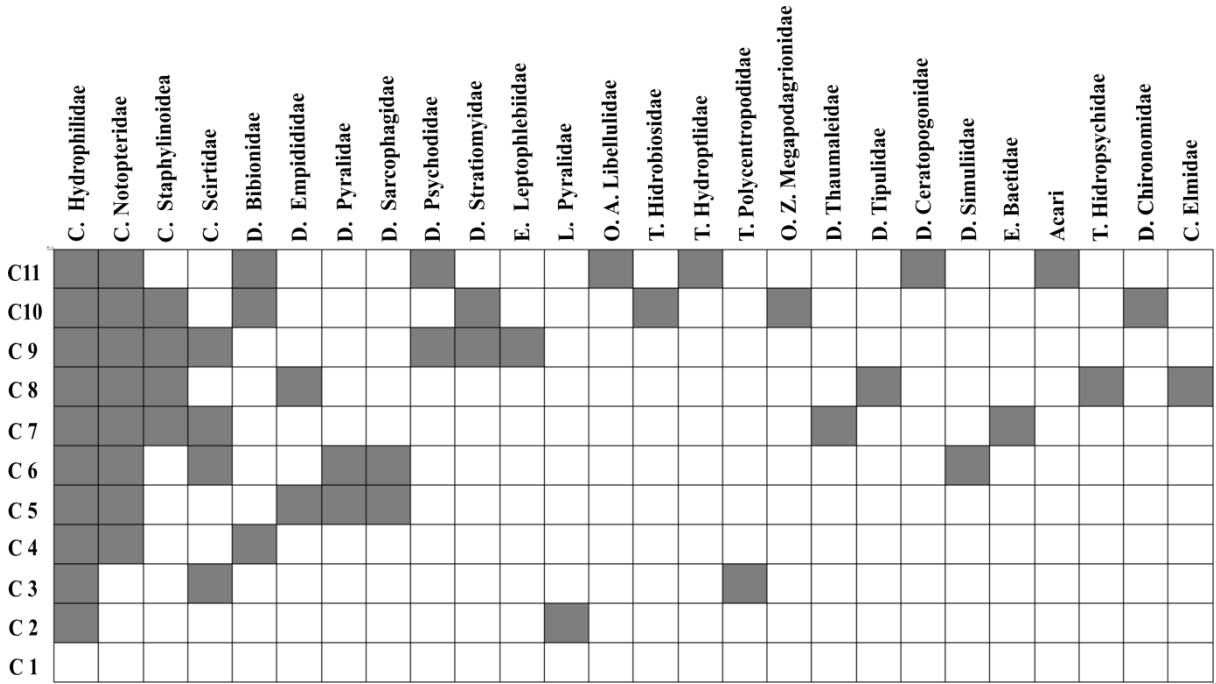 C. Hydrophilidae
C. Notopteridae
C. Staphylinoidea
C. Scirtidae
D. Bibionidae
D. Empidididae
D. Pyralidae
D. Sarcophagidae
D. Psychodidae
D. Stratiomyidae
E. Leptophlebiidae
L. Pyralidae
O. A. Libellulidae
T. Hidrobiosidae
T. Hydroptlidae
T. Polycentropodidae
O. Z. Megapodagrionidae
D. Thaumaleidae
D. Tipulidae
D. Ceratopogonidae
D. Simuliidae
E. Baetidae
Acari
T. Hidropsychidae
D. Chironomidae
C. Elmidae
C11
C10
C 9
C 8
C 7
C 6
C 5
C 4
C 3
C 2
C 1